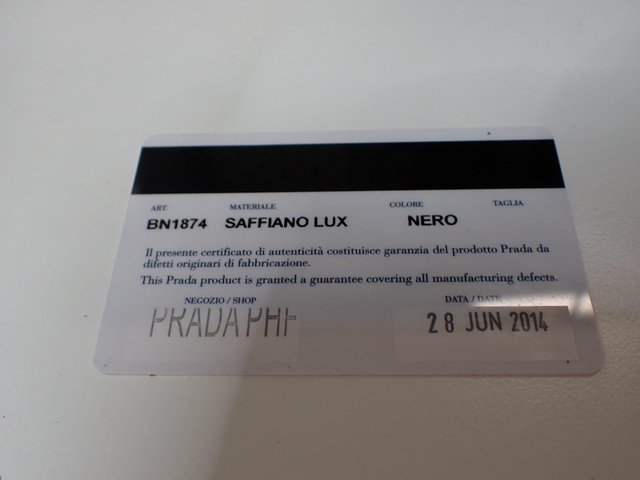 ART. MATERIALE COLORE TAGLIA
BN1874 SAFFIANO LUX NERO
Il presente certificato di autenticità costituisce garanzia del prodotto Prada da
difetti originari di fabbricazione.
This Prada product is granted a guarantee covering all manufacturing defects.
NEGOZIO / SHOP DATA / DATE
PRADA 28 JUN 2014